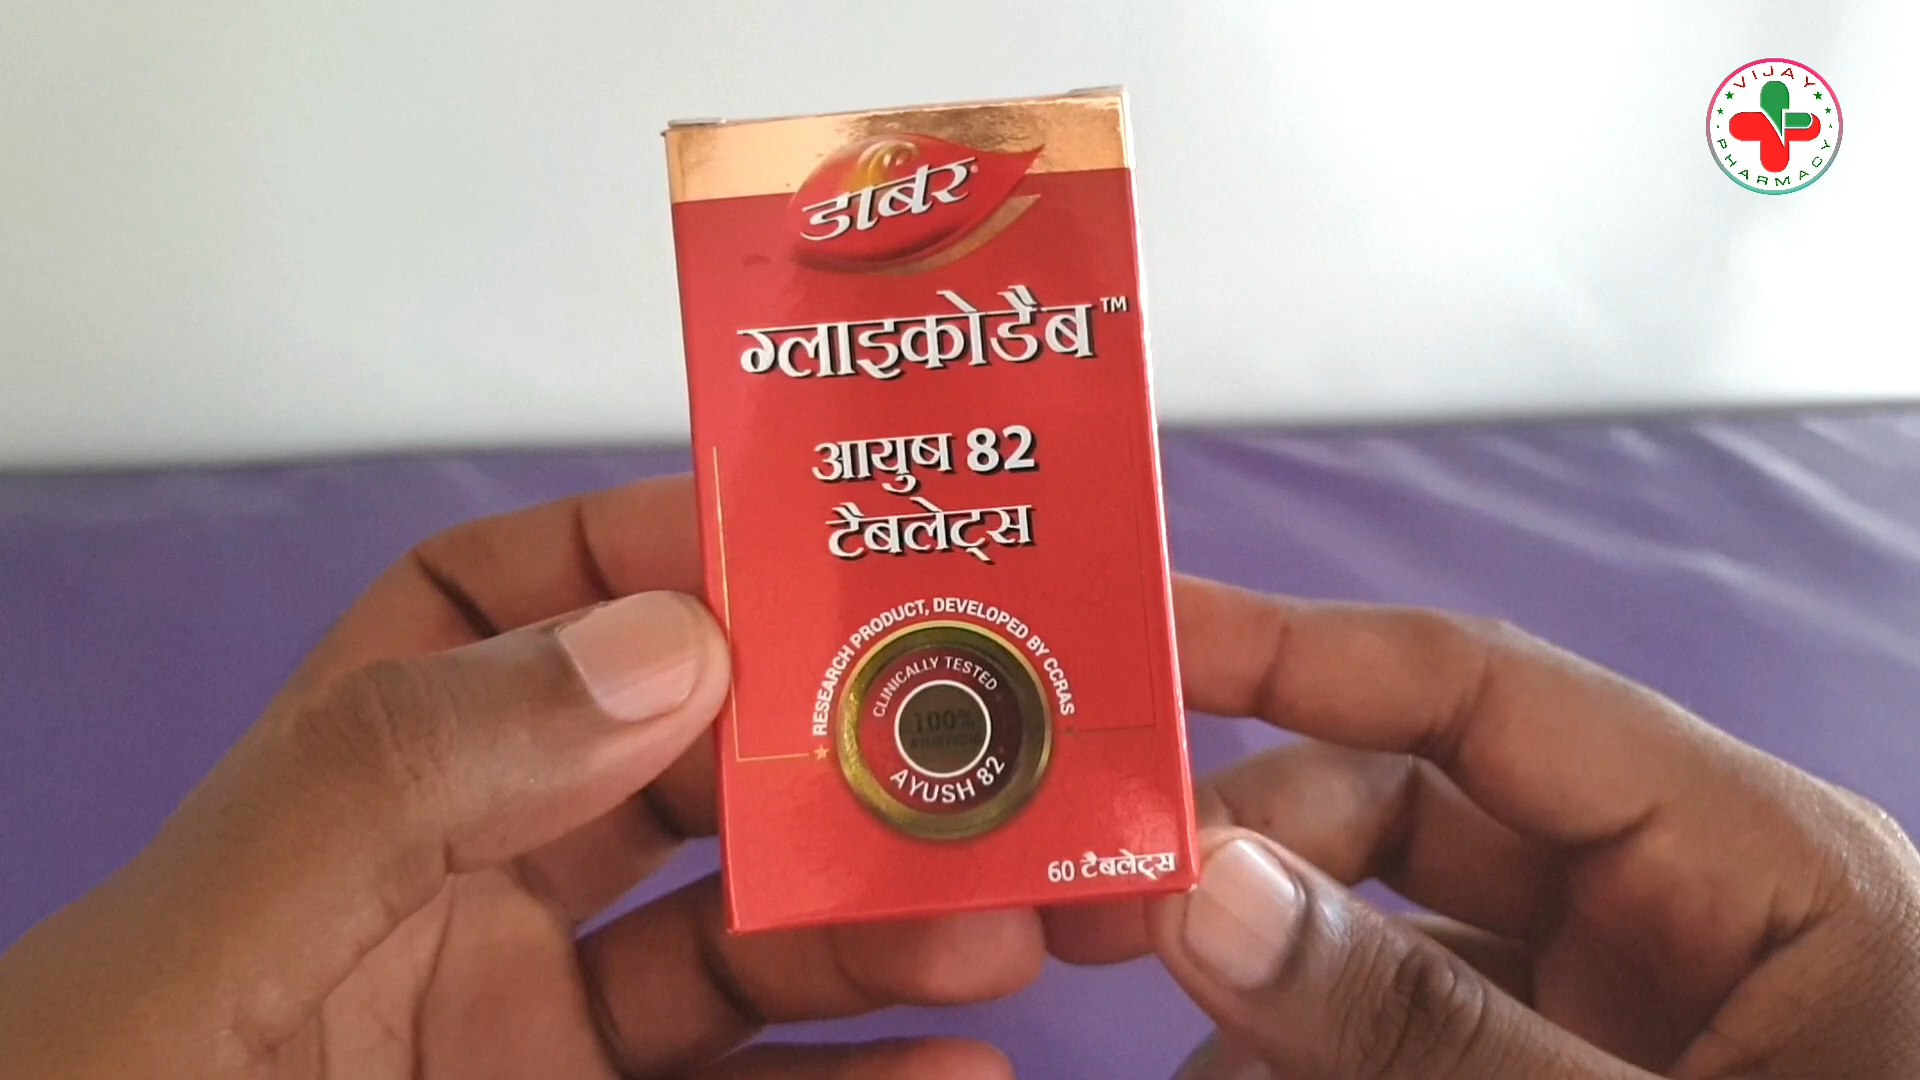 VIJAY
PHARMACY
डाबर
ग्लाइकोडैब™
आयुष 82
टैबलेट्स
RESEARCH PRODUCT, DEVELOPED BY CCRAS
CLINICALLY TESTED
100%
AYURVEDIC
AYUSH 82
60 टैबलेट्स